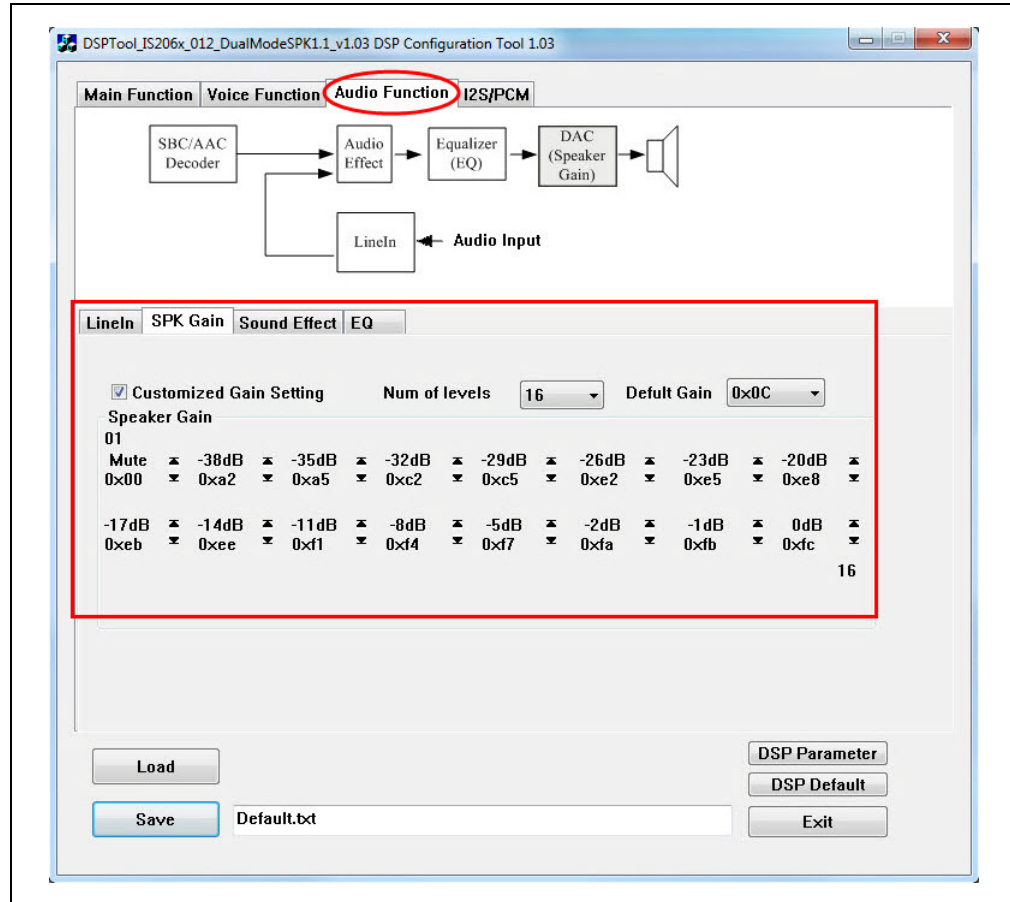 DSPTool_IS206x_012_DualModeSPK1.1_v1.03 DSP Configuration Tool 1.03
Main Function Voice Function Audio Function I2S/PCM
SBC/AAC
Decoder
Audio
Effect
Equalizer
(EQ)
DAC
(Speaker
Gain)
LineIn
Audio Input
LineIn SPK Gain Sound Effect EQ
Customized Gain Setting Num of levels 16 Defult Gain 0x0C
Speaker Gain
01
Mute -38dB -35dB -32dB -29dB -26dB -23dB -20dB
0x00 0xa2 0xa5 0xc2 0xc5 0xe2 0xe5 0xe8
-17dB -14dB -11dB -8dB -5dB -2dB -1dB 0dB
0xeb 0xee 0xf1 0xf4 0xf7 0xfa 0xfb 0xfc
16
Load
DSP Parameter
DSP Default
Save Default.txt Exit